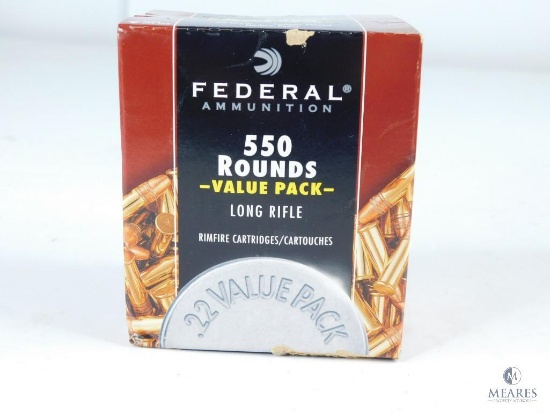 FEDERAL®
AMMUNITION
550
ROUNDS
–VALUE PACK–
LONG RIFLE
RIMFIRE CARTRIDGES/CARTOUCHES
.22 VALUE PACK
M
MEARES